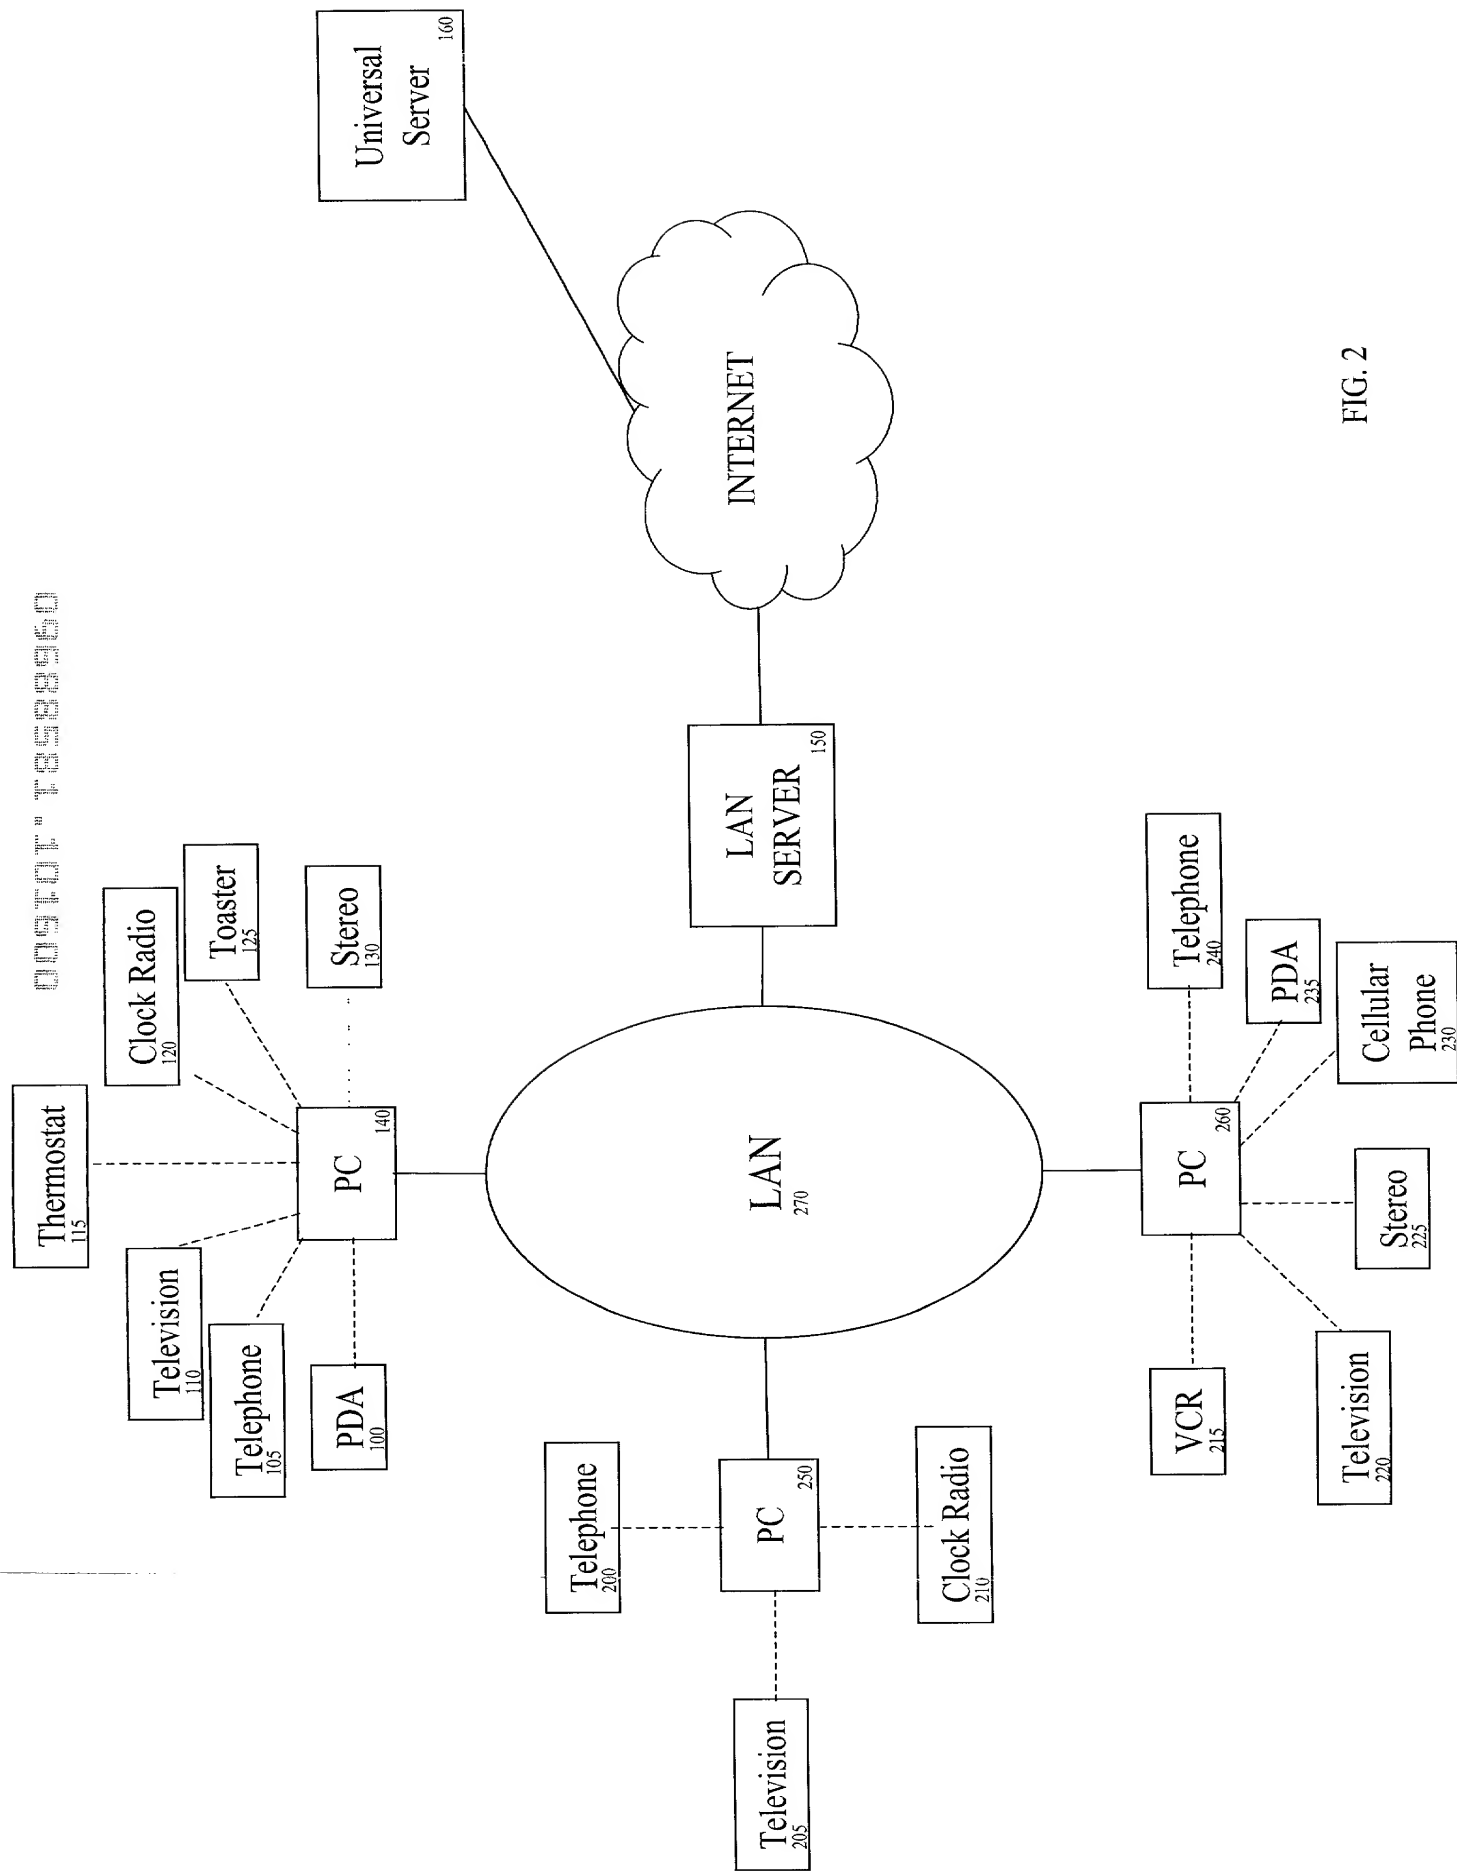 Thermostat
115
Clock Radio
120
Television
110
Toaster
125
Telephone
105
PDA
100
Stereo
130
PC
140
Universal
Server
160
Telephone
200
Television
205
PC
250
Clock Radio
210
LAN
270
LAN
SERVER
150
INTERNET
PC
260
VCR
215
Telephone
240
PDA
235
Television
220
Stereo
225
Cellular
Phone
230
FIG. 2